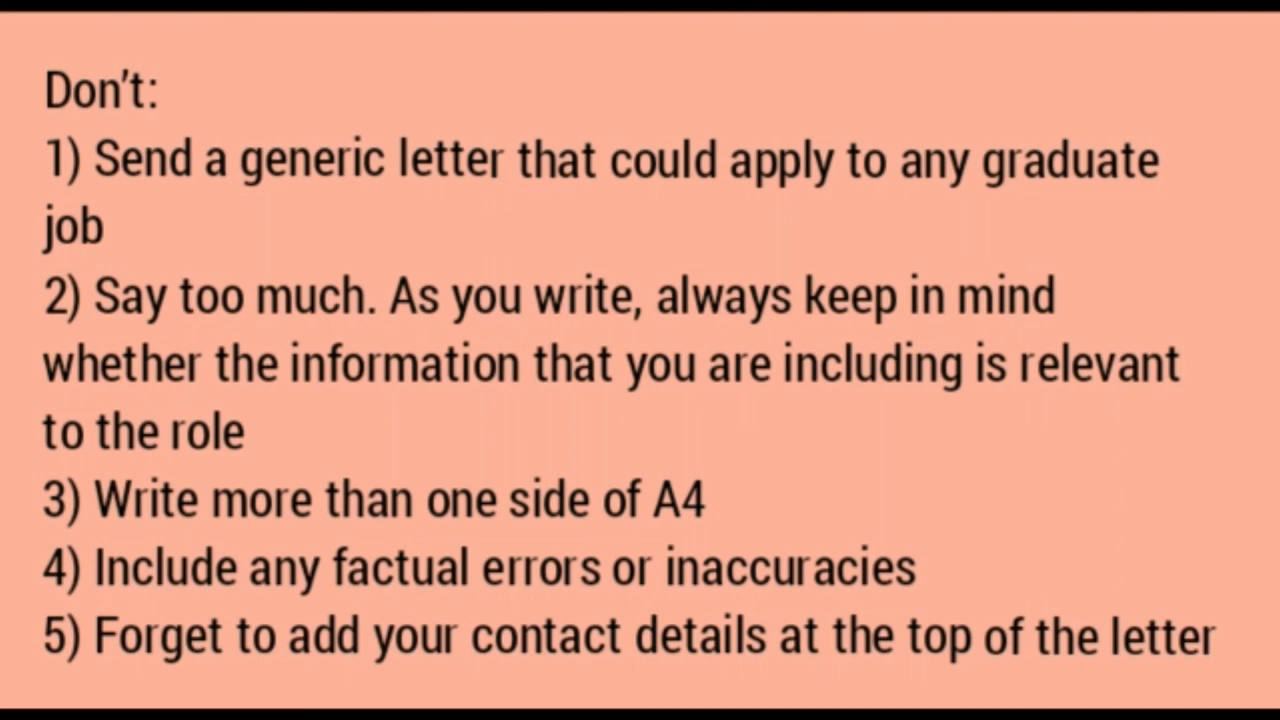 Don't:
1) Send a generic letter that could apply to any graduate
job
2) Say too much. As you write, always keep in mind
whether the information that you are including is relevant
to the role
3) Write more than one side of A4
4) Include any factual errors or inaccuracies
5) Forget to add your contact details at the top of the letter